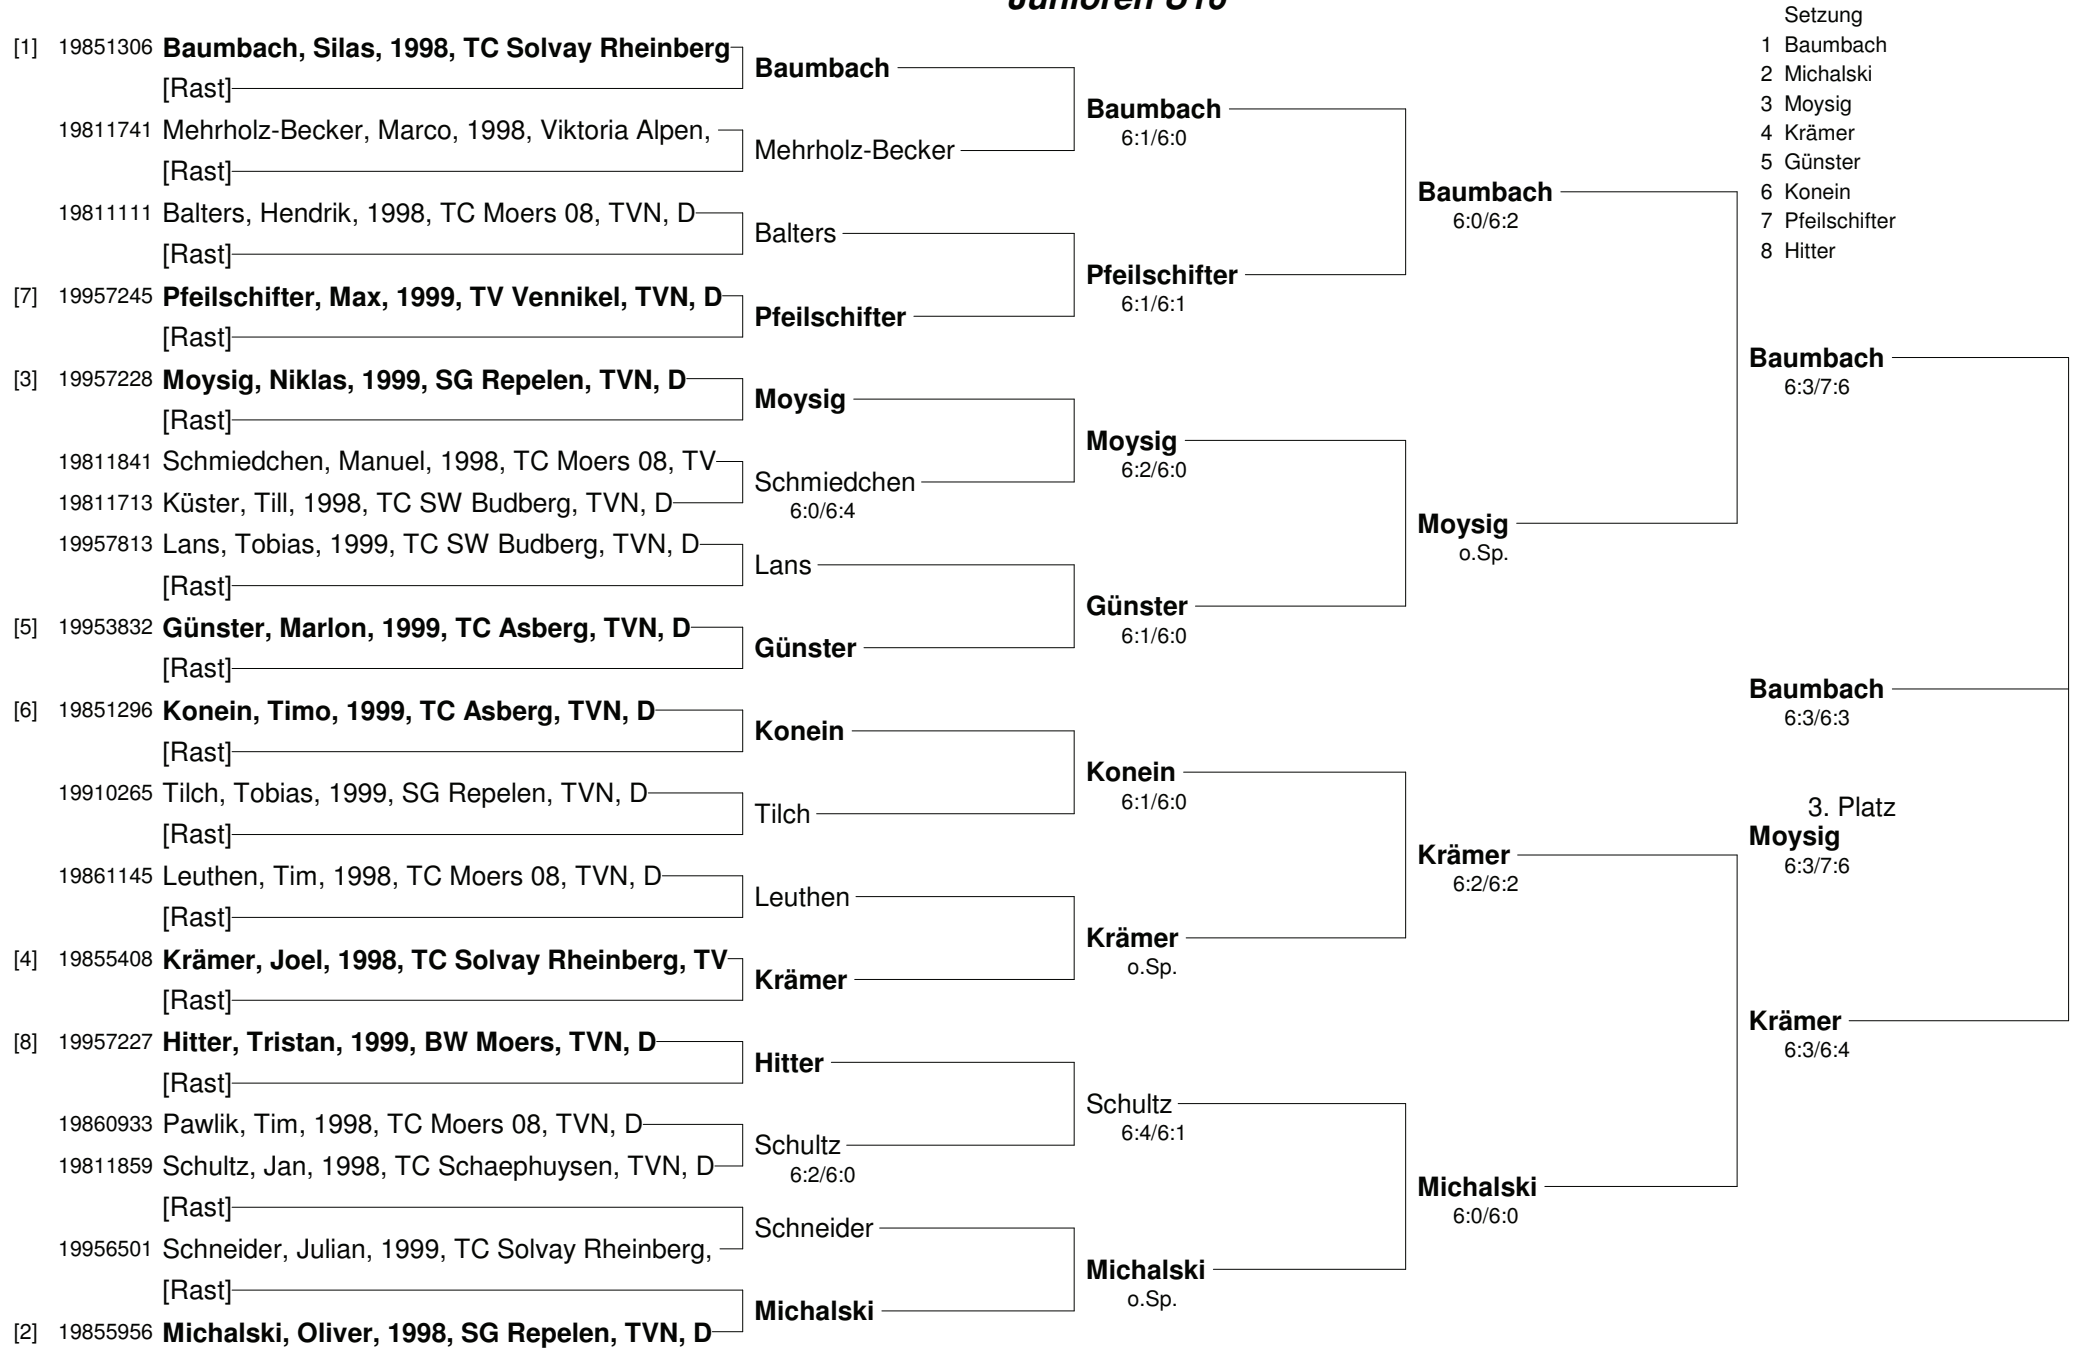 Junioren U10
Setzung
1 Baumbach
2 Michalski
3 Moysig
4 Krämer
5 Günster
6 Konein
7 Pfeilschifter
8 Hitter
[1] 19851306 Baumbach, Silas, 1998, TC Solvay Rheinberg
[Rast]
19811741 Mehrholz-Becker, Marco, 1998, Viktoria Alpen,
[Rast]
19811111 Balters, Hendrik, 1998, TC Moers 08, TVN, D
[Rast]
[7] 19957245 Pfeilschifter, Max, 1999, TV Vennikel, TVN, D
[Rast]
[3] 19957228 Moysig, Niklas, 1999, SG Repelen, TVN, D
[Rast]
19811841 Schmiedchen, Manuel, 1998, TC Moers 08, TV
19811713 Küster, Till, 1998, TC SW Budberg, TVN, D
19957813 Lans, Tobias, 1999, TC SW Budberg, TVN, D
[Rast]
[5] 19953832 Günster, Marlon, 1999, TC Asberg, TVN, D
[Rast]
[6] 19851296 Konein, Timo, 1999, TC Asberg, TVN, D
[Rast]
19910265 Tilch, Tobias, 1999, SG Repelen, TVN, D
[Rast]
19861145 Leuthen, Tim, 1998, TC Moers 08, TVN, D
[Rast]
[4] 19855408 Krämer, Joel, 1998, TC Solvay Rheinberg, TV
[Rast]
[8] 19957227 Hitter, Tristan, 1999, BW Moers, TVN, D
[Rast]
19860933 Pawlik, Tim, 1998, TC Moers 08, TVN, D
19811859 Schultz, Jan, 1998, TC Schaephuysen, TVN, D
[Rast]
19956501 Schneider, Julian, 1999, TC Solvay Rheinberg,
[Rast]
[2] 19855956 Michalski, Oliver, 1998, SG Repelen, TVN, D
Baumbach
Mehrholz-Becker
Balters
Pfeilschifter
Moysig
Schmiedchen
6:0/6:4
Lans
Günster
Konein
Tilch
Leuthen
Krämer
Hitter
Schultz
6:2/6:0
Schneider
Michalski
Baumbach
6:1/6:0
Pfeilschifter
6:1/6:1
Moysig
6:2/6:0
Günster
6:1/6:0
Konein
6:1/6:0
Krämer
o.Sp.
Schultz
6:4/6:1
Michalski
o.Sp.
Baumbach
6:0/6:2
Moysig
o.Sp.
Krämer
6:2/6:2
Michalski
6:0/6:0
Baumbach
6:3/7:6
Baumbach
6:3/6:3
3. Platz
Moysig
6:3/7:6
Krämer
6:3/6:4